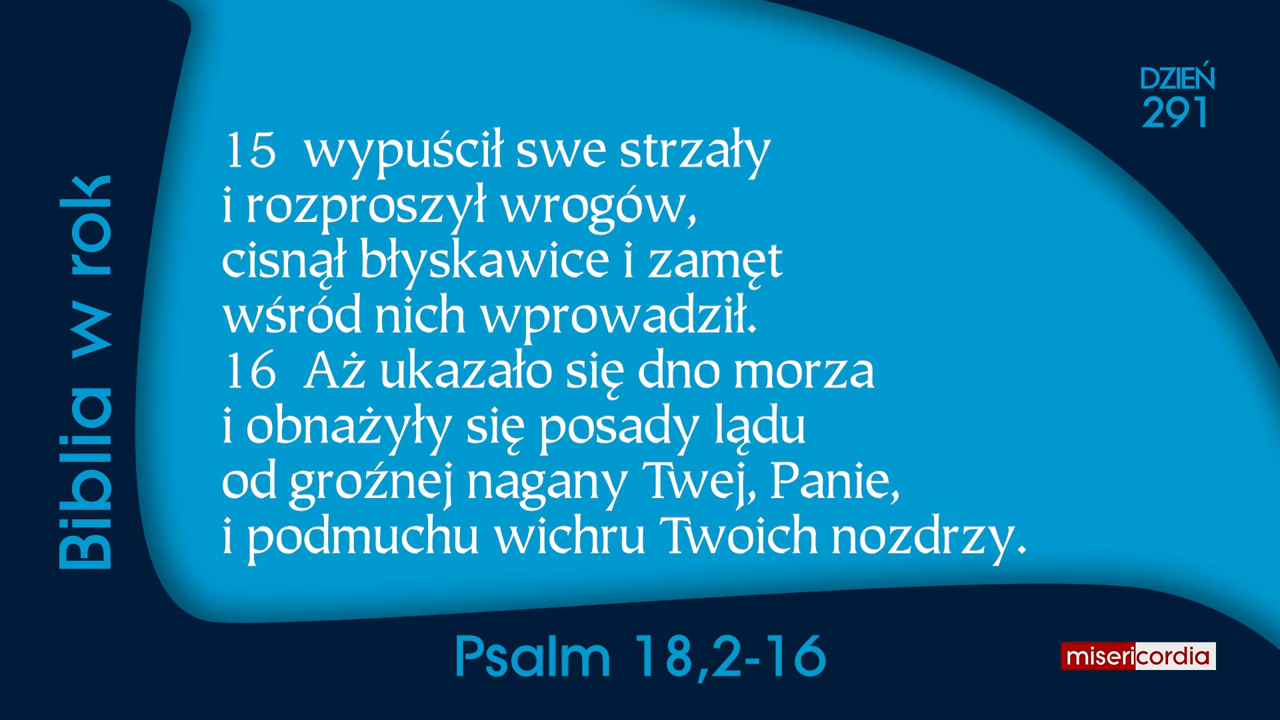 DZIEŃ
291
Biblia w rok
15 wypuścił swe strzały
i rozproszył wrogów,
cisnął błyskawice i zamęt
wśród nich wprowadził.
16 Aż ukazało się dno morza
i obnażyły się posady lądu
od groźnej nagany Twej, Panie,
i podmuchu wichru Twoich nozdrzy.
Psalm 18,2-16
misericordia